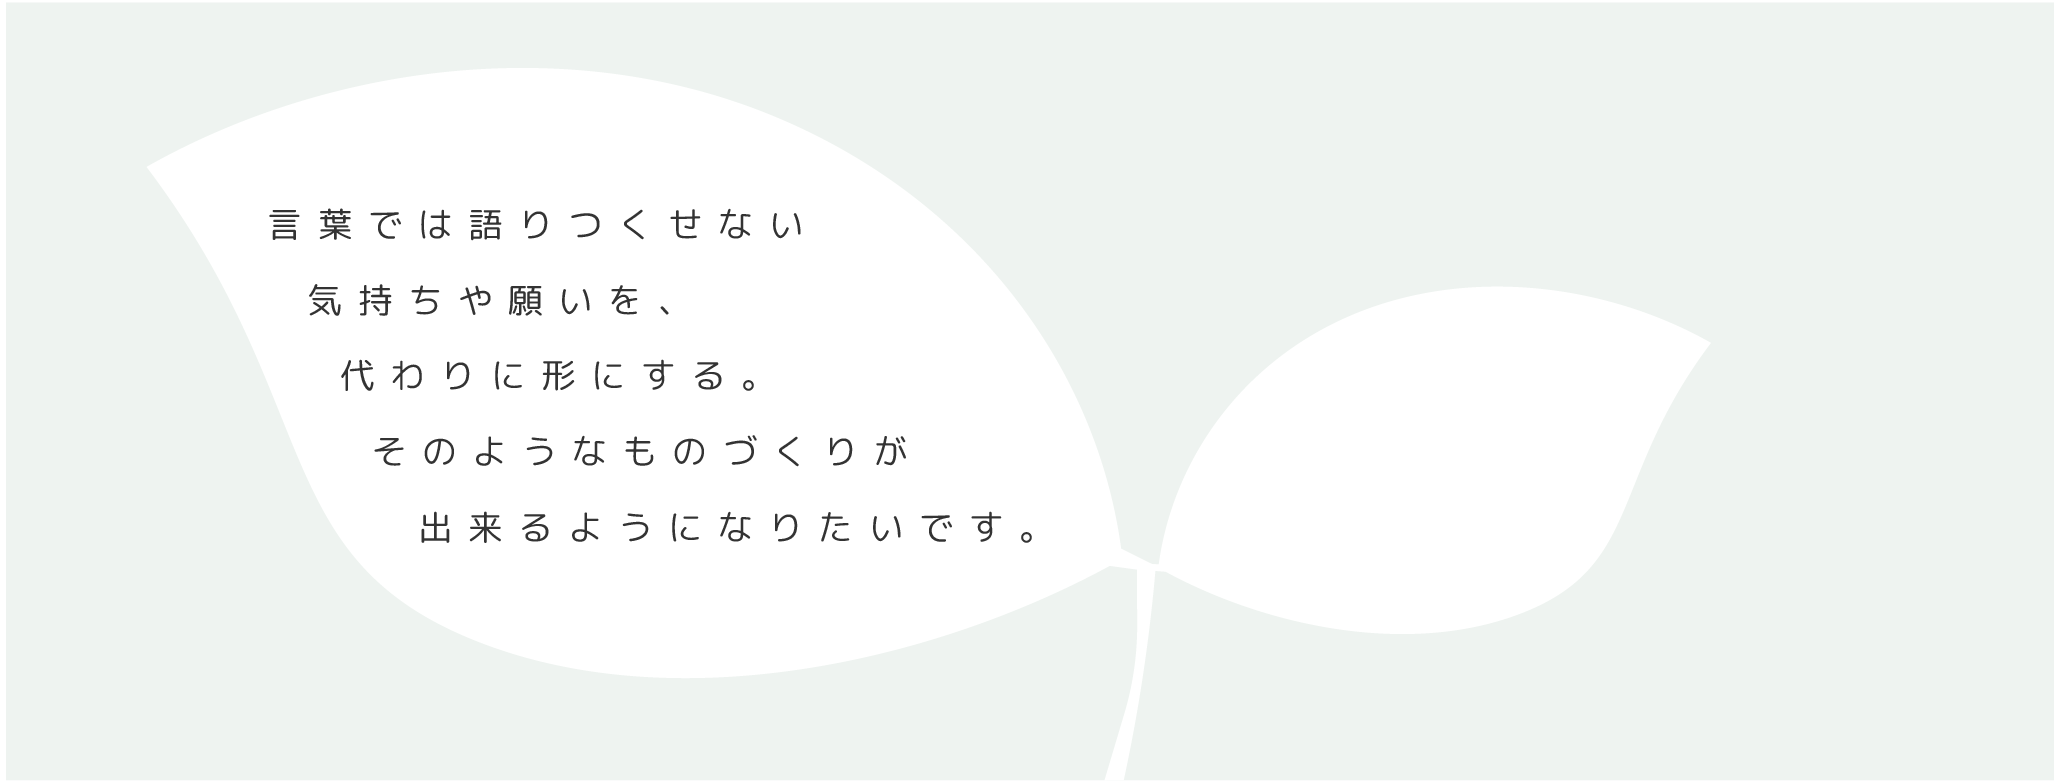 言葉では語りつくせない
気持ちや願いを、
代わりに形にする。
そのようなものづくりが
出来るようになりたいです。